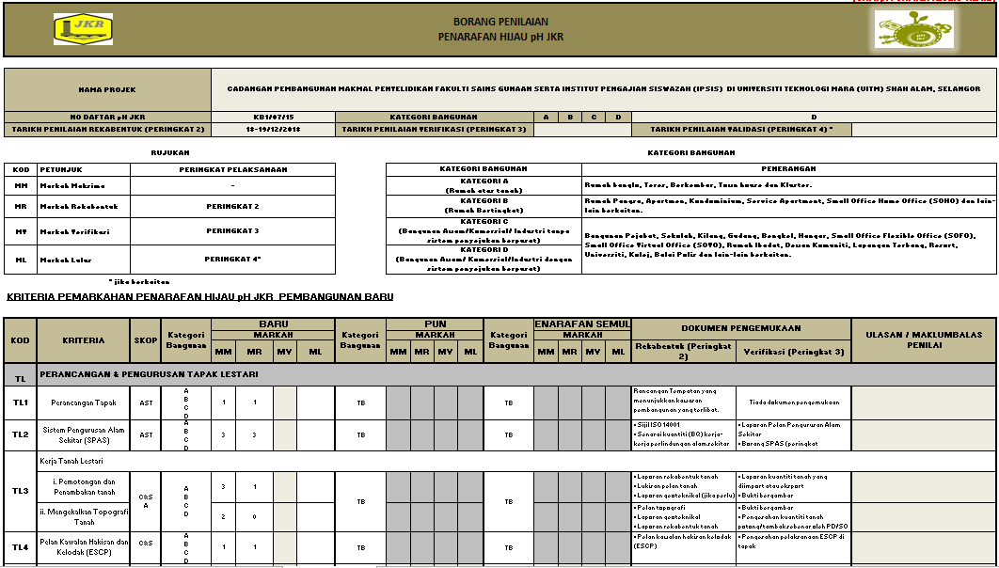 JKR
BORANG PENILAIAN
PENARAFAN HIJAU pH JKR
NAMA PROJEK
CADANGAN PEMBANGUNAN MAKMAL PENYELIDIKAN FAKULTI SAINS GUNAAN SERTA INSTITUT PENGAJIAN SISWAZAH (IPSIS) DI UNIVERSITI TEKNOLOGI MARA (UITM) SHAH ALAM, SELANGOR
NO DAFTAR pH JKR KB1/07/15 KATEGORI BANGUNAN A B C D D
TARIKH PENILAIAN REKABENTUK (PERINGKAT 2) 18-19/12/2018 TARIKH PENILAIAN VERIFIKASI (PERINGKAT 3) TARIKH PENILAIAN VALIDASI (PERINGKAT 4) *
RUJUKAN
KOD PETUNJUK PERINGKAT PELAKSANAAN
MM Markah Maksima -
MR Markah Rekabentuk PERINGKAT 2
MV Markah Verifikasi PERINGKAT 3
ML Markah Lulus PERINGKAT 4*
* jika berkaitan
KATEGORI BANGUNAN
KATEGORI BANGUNAN PENERANGAN
KATEGORI A
(Rumah atas tanah)
Rumah banglo, Teres, Berkembar, Town house dan Kluster.
KATEGORI B
(Rumah Bertingkat)
Rumah Pangsa, Apartmen, Kondominium, Service Apartment, Small Office Home Office (SOHO) dan lain-
lain berkaitan.
KATEGORI C
(Bangunan Awam/Komersial/ Industri tanpa
sistem penyejukan berpusat)
KATEGORI D
(Bangunan Awam/ Komersial/Industri dengan
sistem penyejukan berpusat)
Bangunan Pejabat, Sekolah, Kilang, Gudang, Bengkel, Hangar, Small Office Flexible Office (SOFO),
Small Office Virtual Office (SOVO), Rumah Ibadat, Dewan Komuniti, Lapangan Terbang, Resort,
Universiti, Kolej, Balai Polis dan lain-lain berkaitan.
KRITERIA PEMARKAHAN PENARAFAN HIJAU pH JKR PEMBANGUNAN BARU
KOD KRITERIA SKOP
Kategori
Bangunan
BARU
MARKAH
MM MR MV ML
Kategori
Bangunan
PUN
MARKAH
MM MR MV ML
Kategori
Bangunan
ENARAFAN SEMUL
MARKAH
MM MR MV ML
DOKUMEN PENGEMUKAAN
Rekabentuk (Peringkat
2)
Verifikasi (Peringkat 3)
ULASAN / MAKLUMBALAS
PENILAI
TL PERANCANGAN & PENGURUSAN TAPAK LESTARI
TL1 Perancangan Tapak AST
A
B
C
D
1 1 TB TB
Rancangan Tempatan yang
menunjukkan kawasan
pembangunan yang terlibat.
Tiada dokumen pengemukaan
TL2
Sistem Pengurusan Alam
Sekitar (SPAS)
AST
A
B
C
D
3 3 TB TB
• Sijil ISO 14001
• Senarai kuantiti (BQ) kerja-
kerja perlindungan alam sekitar
• Laporan Pelan Pengurusan Alam
Sekitar
• Borang SPAS (peringkat
TL3
Kerja Tanah Lestari
i. Pemotongan dan
Penambakan tanah
C&S
A
A
B
C
D
3 1 TB TB
• Laporan rekabentuk tanah
• Lukisan pelan tanah
• Laporan geoteknikal (jika perlu)
• Laporan kuantiti tanah yang
diimport atau eksport
• Bukti bergambar
ii. Mengekalkan Topografi
Tanah
2 0
• Pelan topografi
• Laporan geoteknikal
• Laporan rekabentuk tanah
• Bukti bergambar
• Pengesahan kuantiti tanah
potong/tambak sebenar oleh PD/SO
TL4
Pelan Kawalan Hakisan dan
Kelodak (ESCP)
C&S
A
B
C
D
1 1 TB TB
• Pelan kawalan hakisan kelodak
(ESCP)
• Pengesahan pelaksanaan ESCP di
tapak